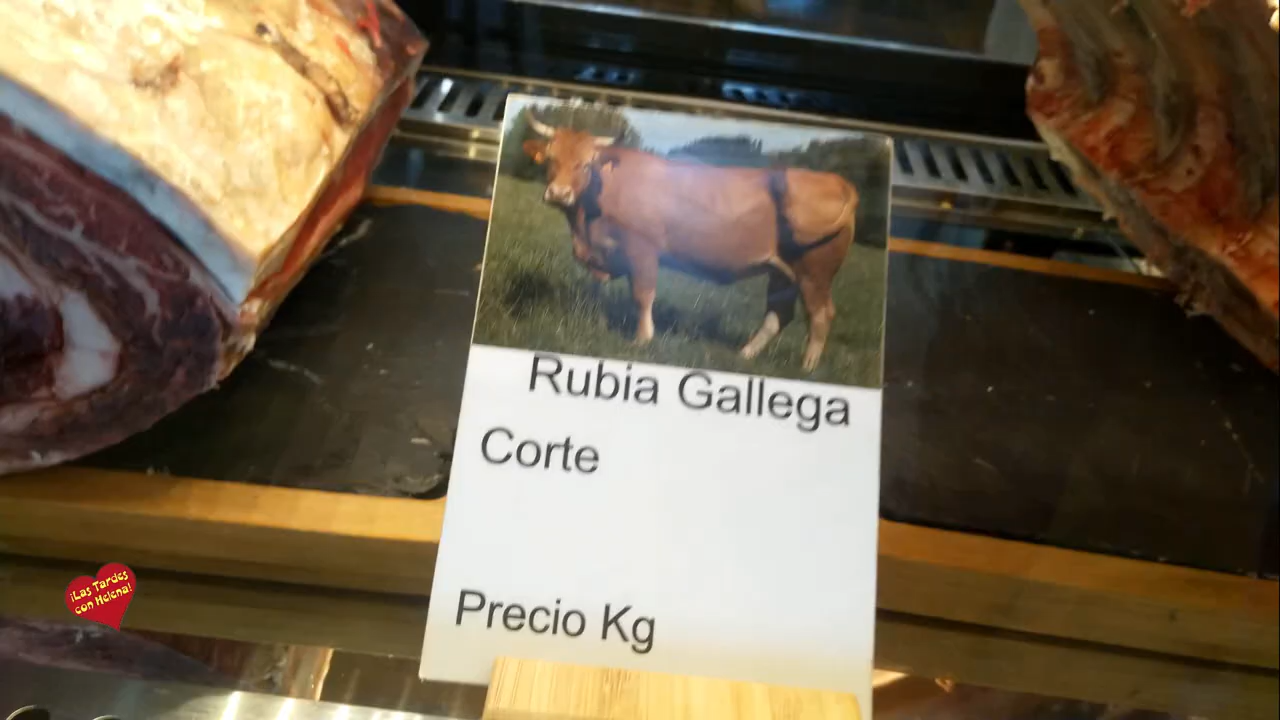 Rubia Gallega
Corte
Precio Kg
¡Las Tardes
con Helena!